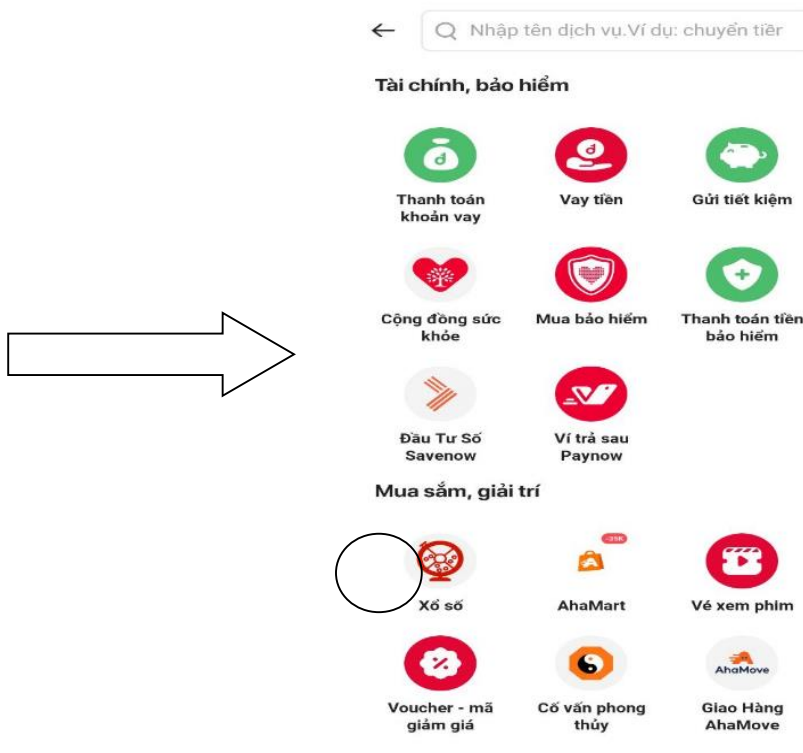 Nhập tên dịch vụ.Ví dụ: chuyển tiền
Tài chính, bảo hiểm
Thanh toán
khoản vay
Vay tiền
Gửi tiết kiệm
Cộng đồng sức
khỏe
Mua bảo hiểm
Thanh toán tiền
bảo hiểm
Đầu Tư Số
Savenow
Ví trả sau
Paynow
Mua sắm, giải trí
-35K
Xổ số
AhaMart
Vé xem phim
AhaMove
Voucher - mã
giảm giá
Cố vấn phong
thủy
Giao Hàng
AhaMove